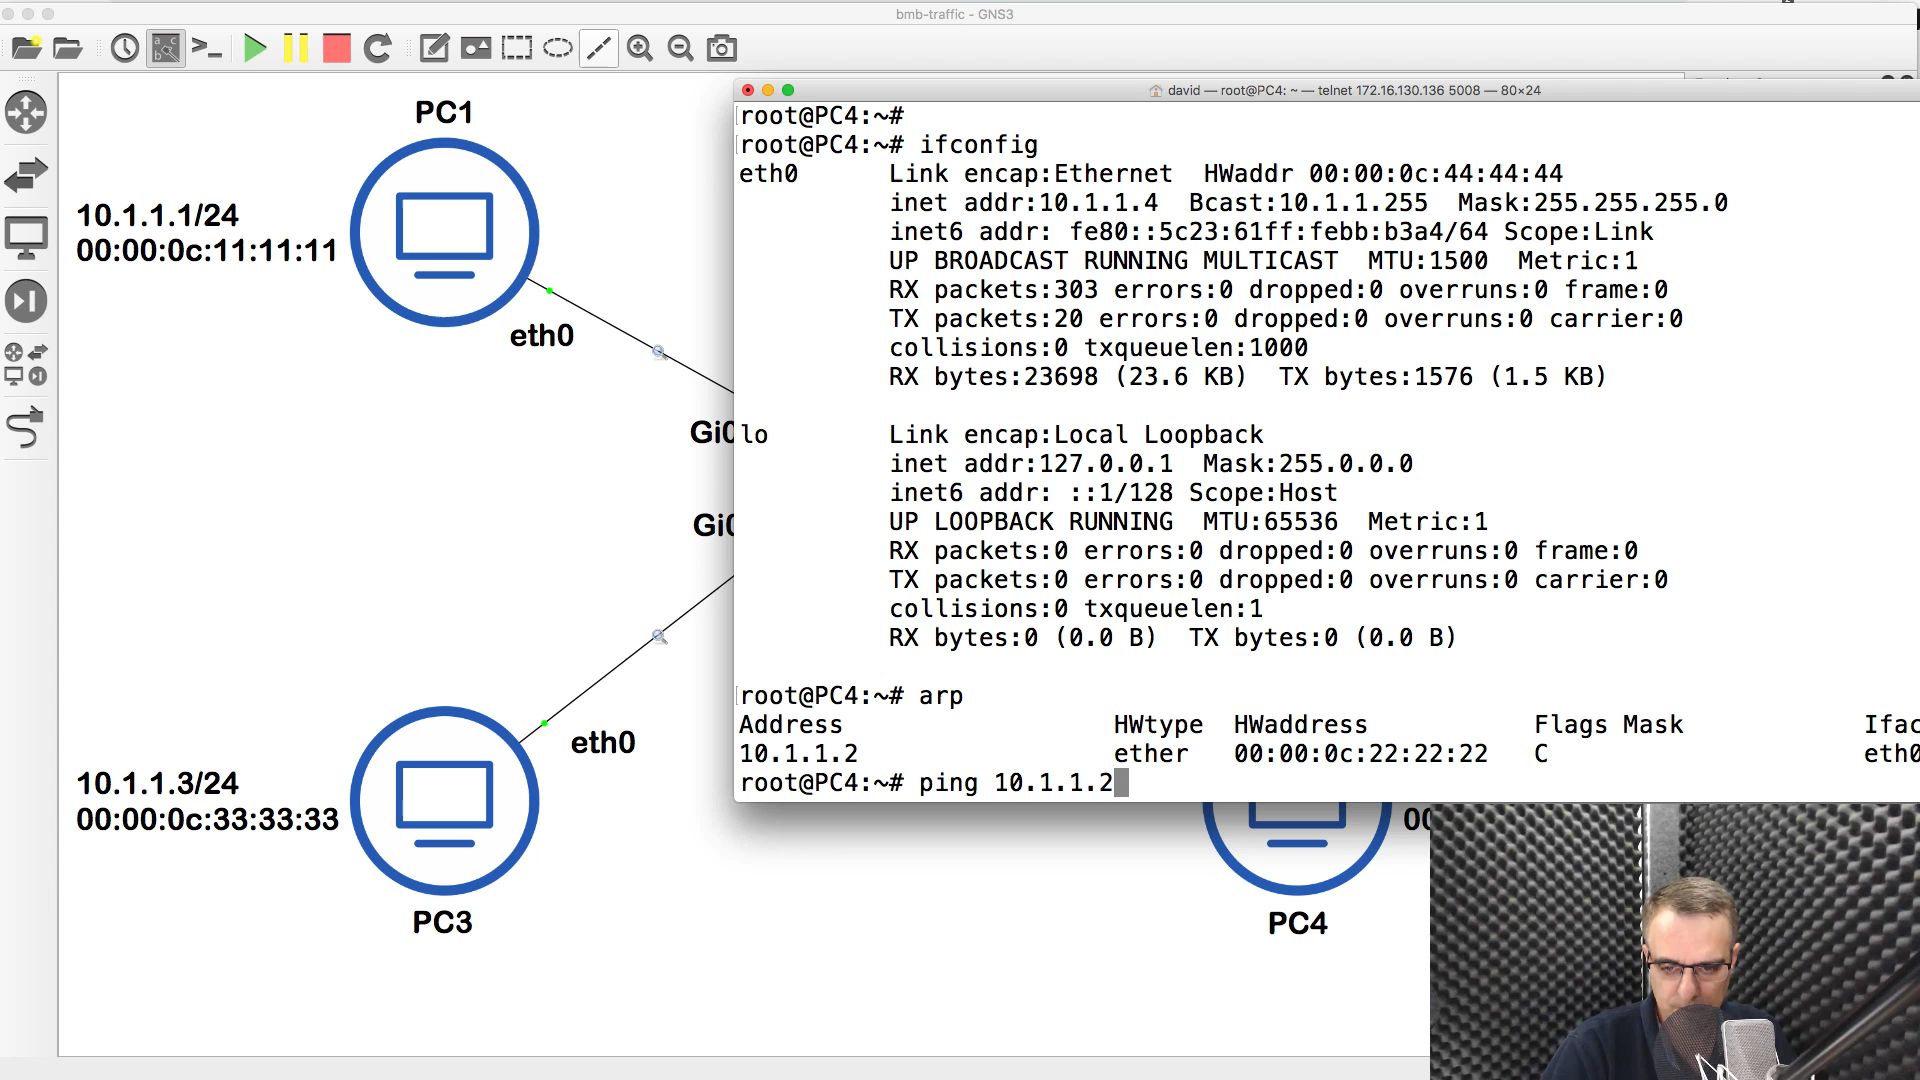 bmb-traffic - GNS3
PC1
10.1.1.1/24
00:00:0c:11:11:11
eth0
Gi0
Gi0
eth0
10.1.1.3/24
00:00:0c:33:33:33
PC3
PC4
00
david — root@PC4: ~ — telnet 172.16.130.136 5008 — 80×24
root@PC4:~#
root@PC4:~# ifconfig
eth0 Link encap:Ethernet HWaddr 00:00:0c:44:44:44
inet addr:10.1.1.4 Bcast:10.1.1.255 Mask:255.255.255.0
inet6 addr: fe80::5c23:61ff:febb:b3a4/64 Scope:Link
UP BROADCAST RUNNING MULTICAST MTU:1500 Metric:1
RX packets:303 errors:0 dropped:0 overruns:0 frame:0
TX packets:20 errors:0 dropped:0 overruns:0 carrier:0
collisions:0 txqueuelen:1000
RX bytes:23698 (23.6 KB) TX bytes:1576 (1.5 KB)
lo Link encap:Local Loopback
inet addr:127.0.0.1 Mask:255.0.0.0
inet6 addr: ::1/128 Scope:Host
UP LOOPBACK RUNNING MTU:65536 Metric:1
RX packets:0 errors:0 dropped:0 overruns:0 frame:0
TX packets:0 errors:0 dropped:0 overruns:0 carrier:0
collisions:0 txqueuelen:1
RX bytes:0 (0.0 B) TX bytes:0 (0.0 B)
root@PC4:~# arp
Address HWtype HWaddress Flags Mask Ifac
10.1.1.2 ether 00:00:0c:22:22:22 C eth0
root@PC4:~# ping 10.1.1.2